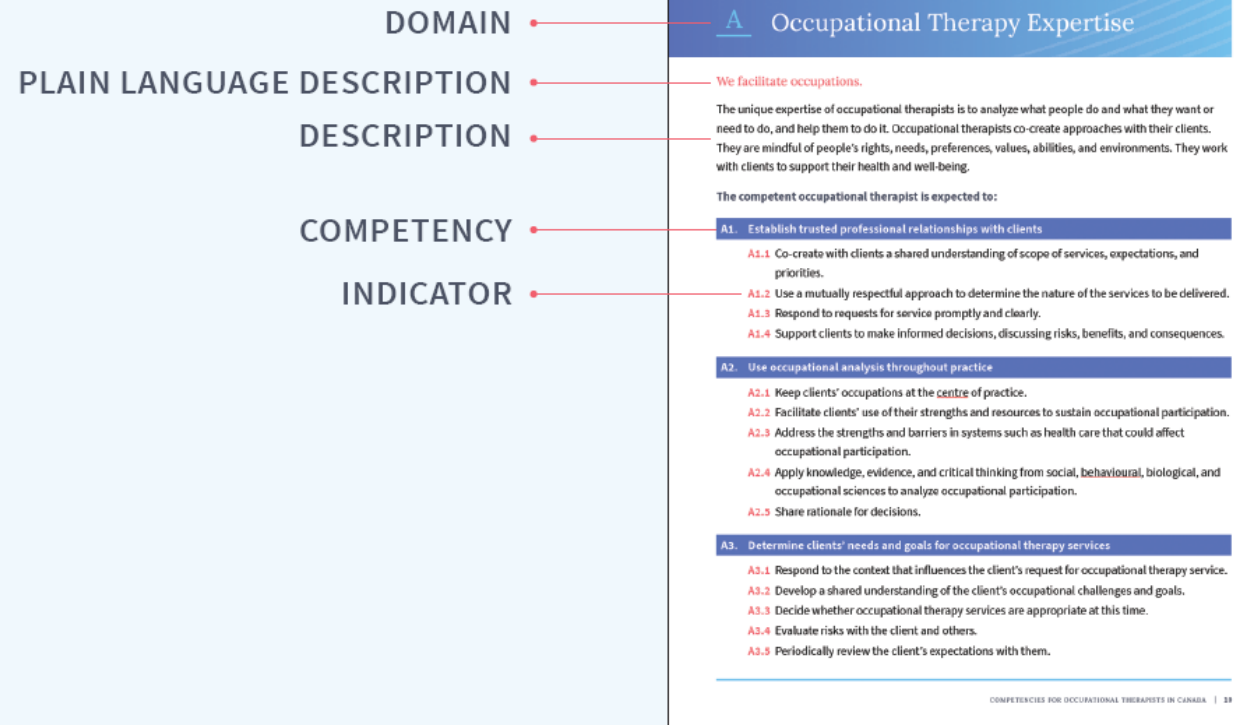 DOMAIN
PLAIN LANGUAGE DESCRIPTION
DESCRIPTION
COMPETENCY
INDICATOR
A Occupational Therapy Expertise
We facilitate occupations.
The unique expertise of occupational therapists is to analyze what people do and what they want or
need to do, and help them to do it. Occupational therapists co-create approaches with their clients.
They are mindful of people's rights, needs, preferences, values, abilities, and environments. They work
with clients to support their health and well-being.
The competent occupational therapist is expected to:
A1. Establish trusted professional relationships with clients
A1.1 Co-create with clients a shared understanding of scope of services, expectations, and
priorities.
A1.2 Use a mutually respectful approach to determine the nature of the services to be delivered.
A1.3 Respond to requests for service promptly and clearly.
A1.4 Support clients to make informed decisions, discussing risks, benefits, and consequences.
A2. Use occupational analysis throughout practice
A2.1 Keep clients' occupations at the centre of practice.
A2.2 Facilitate clients' use of their strengths and resources to sustain occupational participation.
A2.3 Address the strengths and barriers in systems such as health care that could affect
occupational participation.
A2.4 Apply knowledge, evidence, and critical thinking from social, behavioural, biological, and
occupational sciences to analyze occupational participation.
A2.5 Share rationale for decisions.
A3. Determine clients' needs and goals for occupational therapy services
A3.1 Respond to the context that influences the client's request for occupational therapy service.
A3.2 Develop a shared understanding of the client's occupational challenges and goals.
A3.3 Decide whether occupational therapy services are appropriate at this time.
A3.4 Evaluate risks with the client and others.
A3.5 Periodically review the client's expectations with them.
COMPETENCIES FOR OCCUPATIONAL THERAPISTS IN CANADA |